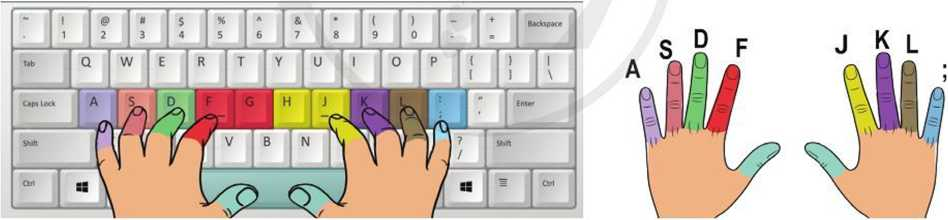 ~ ! @ # $ % ^ & * ( ) – + Backspace
. 1 2 3 4 5 6 7 8 9 0 - =
Tab Q W E R T Y U I O P { } |
[ ] \
Caps Lock A S D F G H J K L : " Enter
; '
Shift V B N ? Shift
/
Ctrl Ctrl
A S D F J K L ;